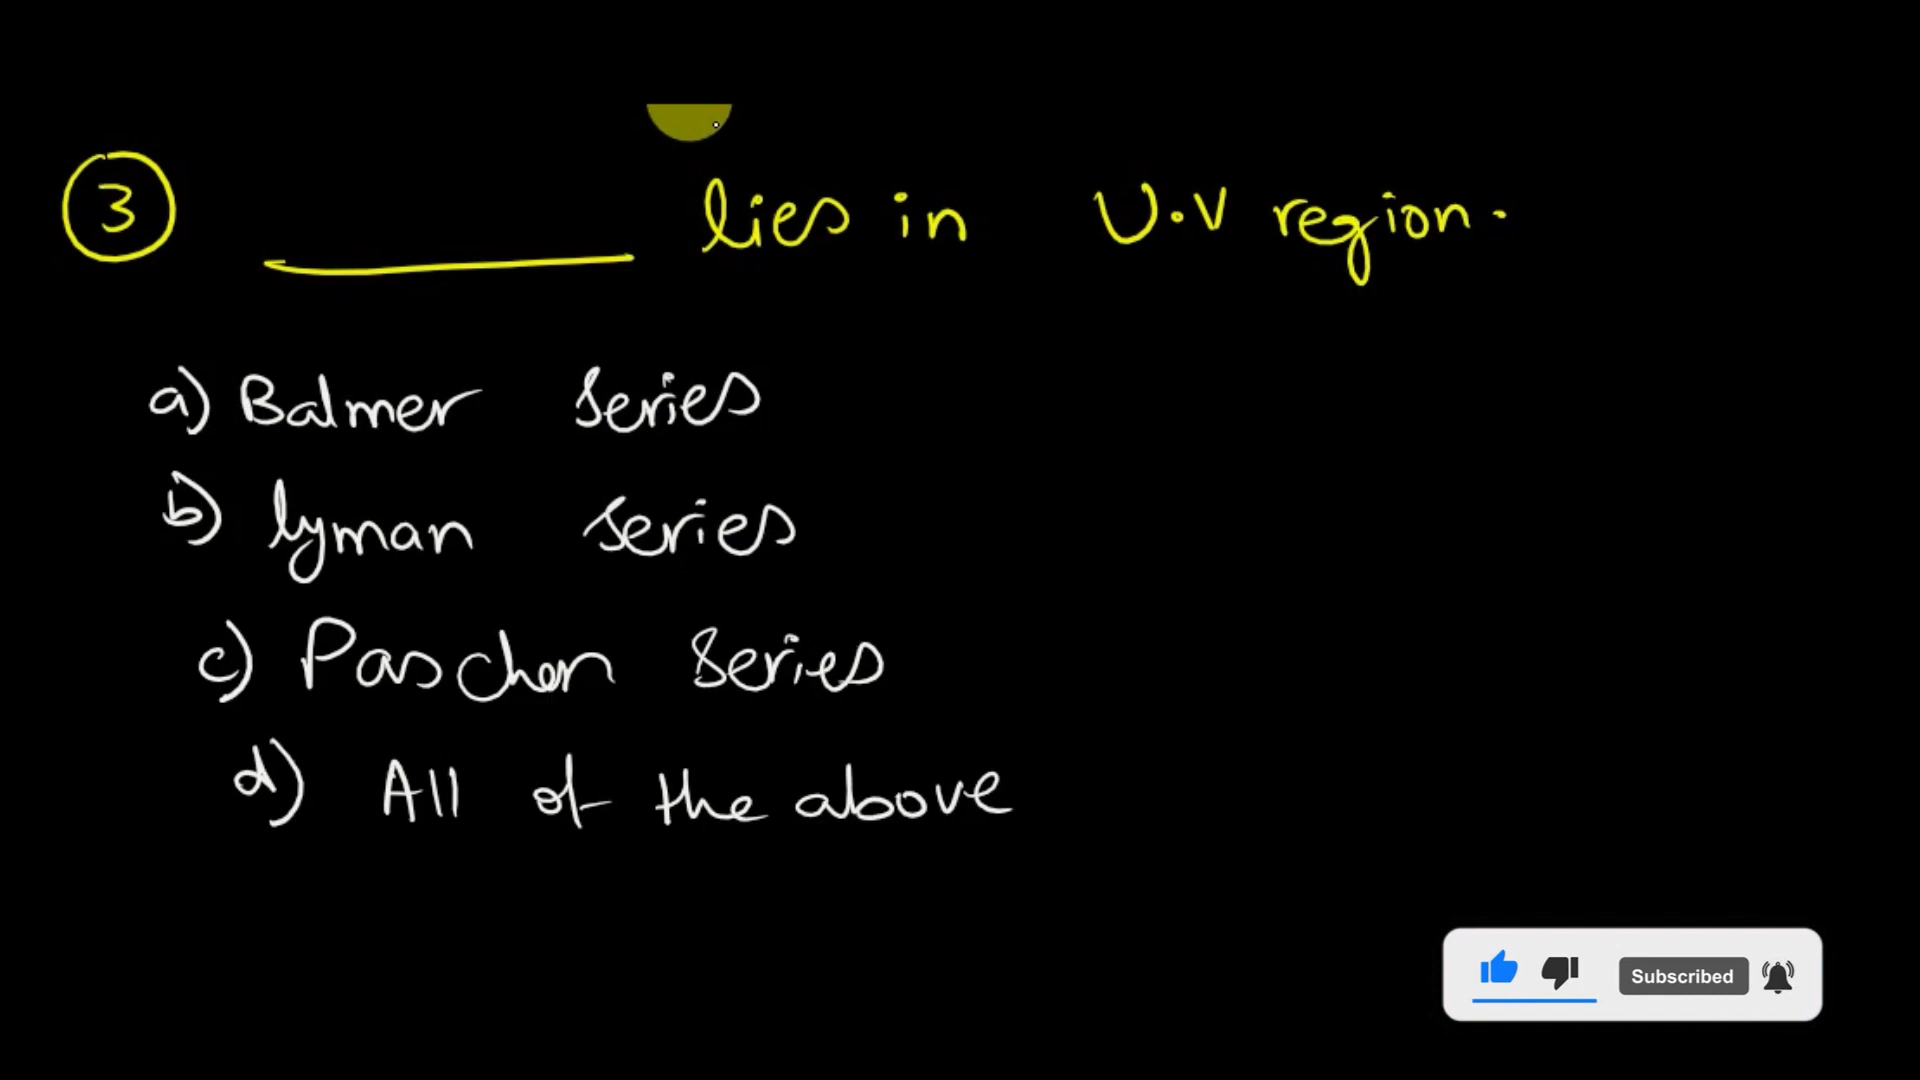 3 ________ lies in U.V region.
a) Balmer series
b) lyman series
c) Paschen series
d) All of the above
Subscribed